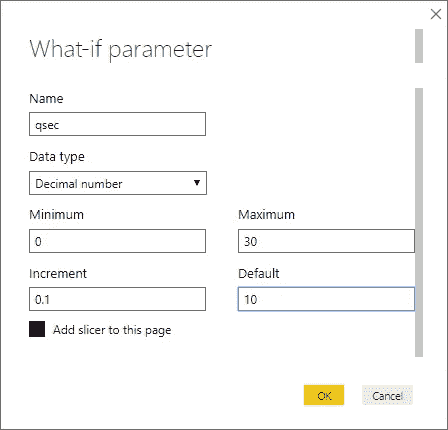 What-if parameter
Name
qsec
Data type
Decimal number
Minimum Maximum
0 30
Increment Default
0.1 10
Add slicer to this page
OK Cancel